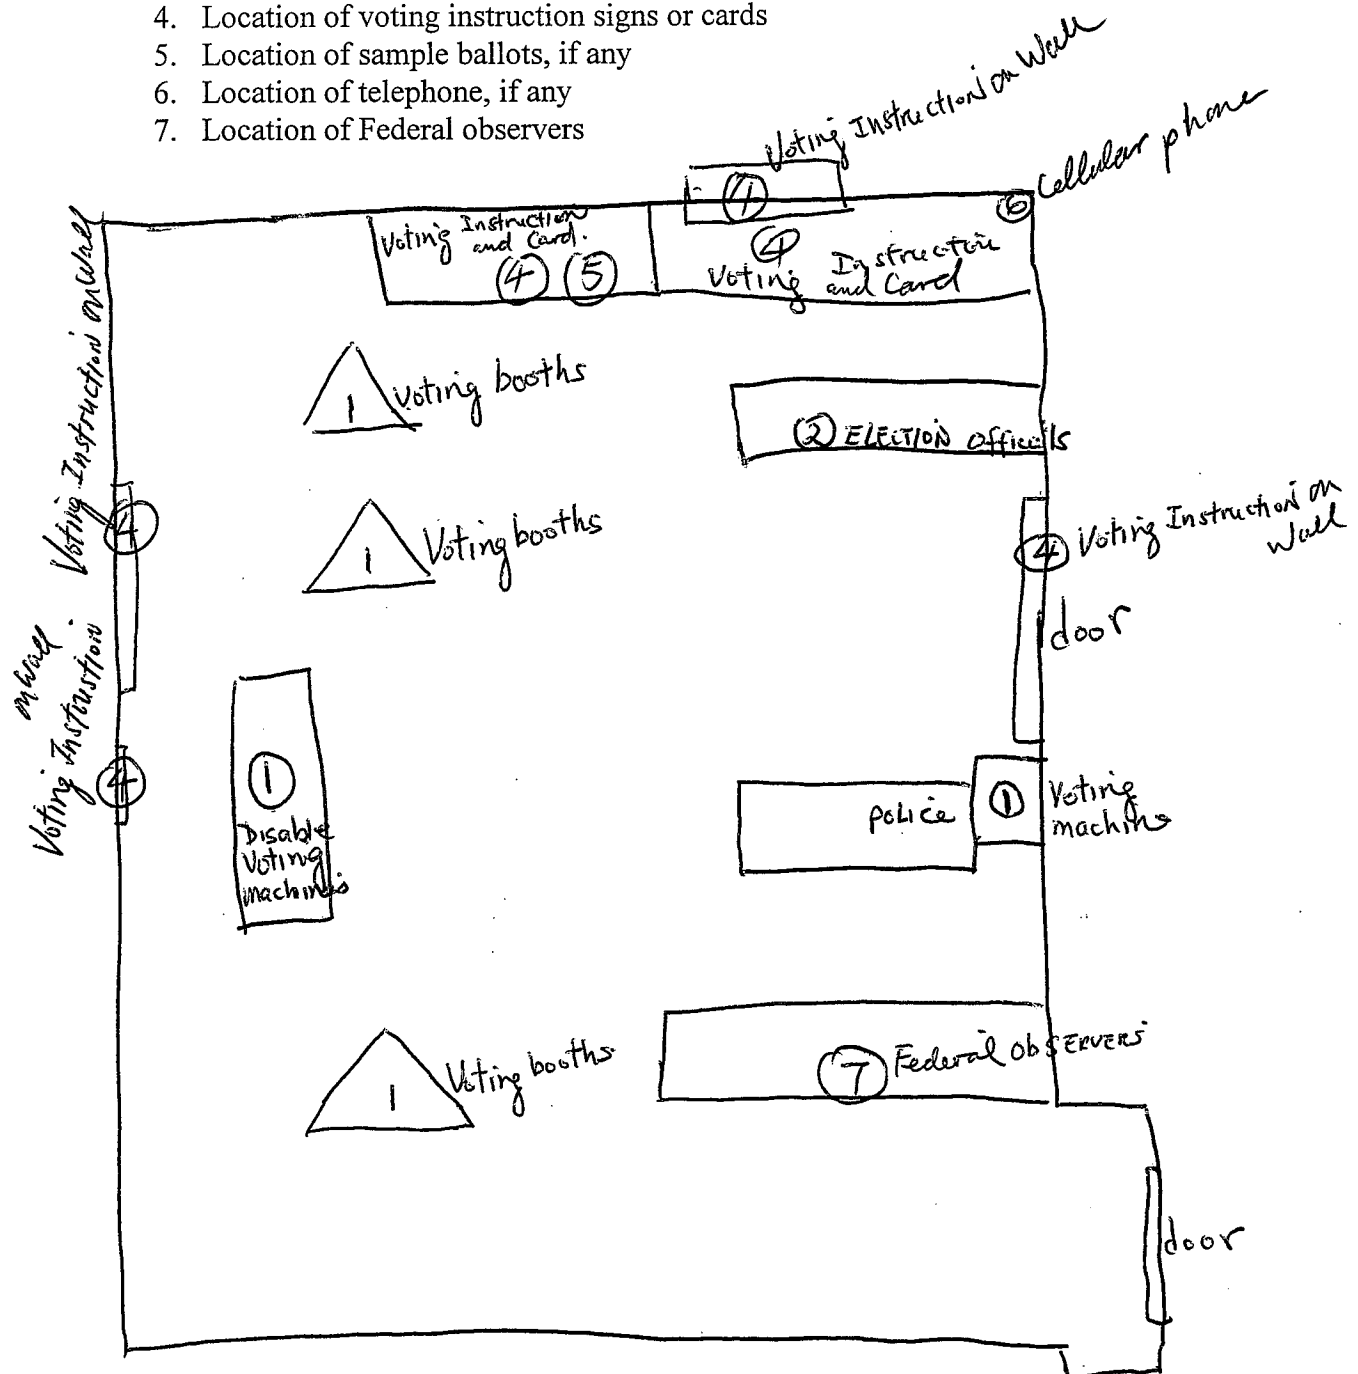 4. Location of voting instruction signs or cards
5. Location of sample ballots, if any
6. Location of telephone, if any
7. Location of Federal observers
Voting Instruction on Wall
Cellular phone
4
6
Voting Instruction
and Card.
4 5
4
Voting Instruction
and Card
Voting Instruction on Wall
1 Voting booths
2 ELECTION officeils
4
1 Voting booths
4 Voting Instruction on
Wall
door
on Wall
Voting Instruction
4
1
Disable
Voting
machines
Police
1
Voting
machine
7 Federal Observers
1 Voting booths
door